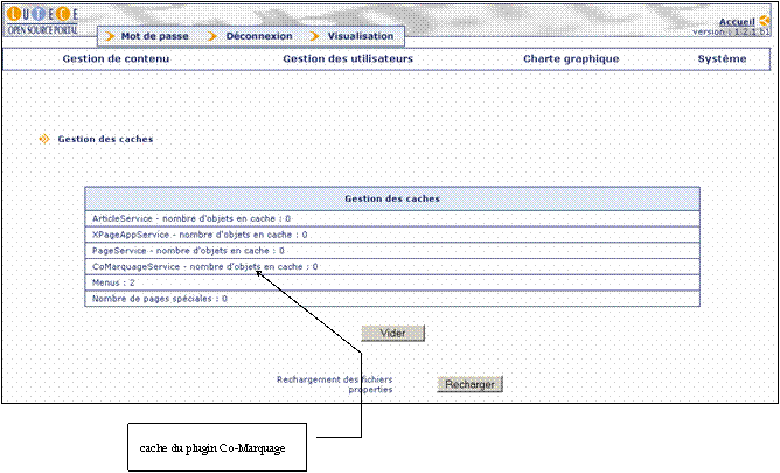 LUTECE
OPEN SOURCE PORTAL
Accueil
version : 1.2.1 b1
Mot de passe Déconnexion Visualisation
Gestion de contenu Gestion des utilisateurs Charte graphique Système
Gestion des caches
Gestion des caches
ArticleService - nombre d'objets en cache : 0
XPageAppService - nombre d'objets en cache : 0
PageService - nombre d'objets en cache : 0
CoMarquageService - nombre d'objets en cache : 0
Menus : 2
Nombre de pages spéciales : 0
Vider
Rechargement des fichiers
properties
Recharger
cache du plugin Co-Marquage